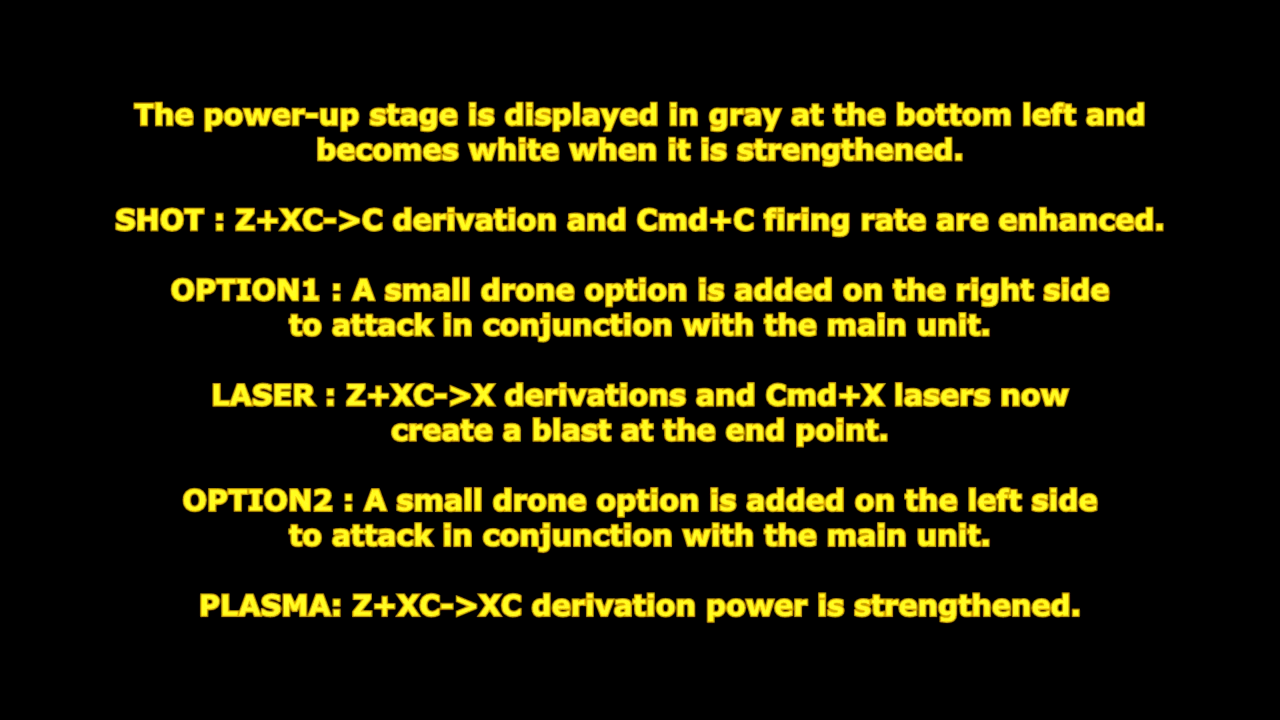 The power-up stage is displayed in gray at the bottom left and
becomes white when it is strengthened.
SHOT : Z+XC->C derivation and Cmd+C firing rate are enhanced.
OPTION1 : A small drone option is added on the right side
to attack in conjunction with the main unit.
LASER : Z+XC->X derivations and Cmd+X lasers now
create a blast at the end point.
OPTION2 : A small drone option is added on the left side
to attack in conjunction with the main unit.
PLASMA: Z+XC->XC derivation power is strengthened.